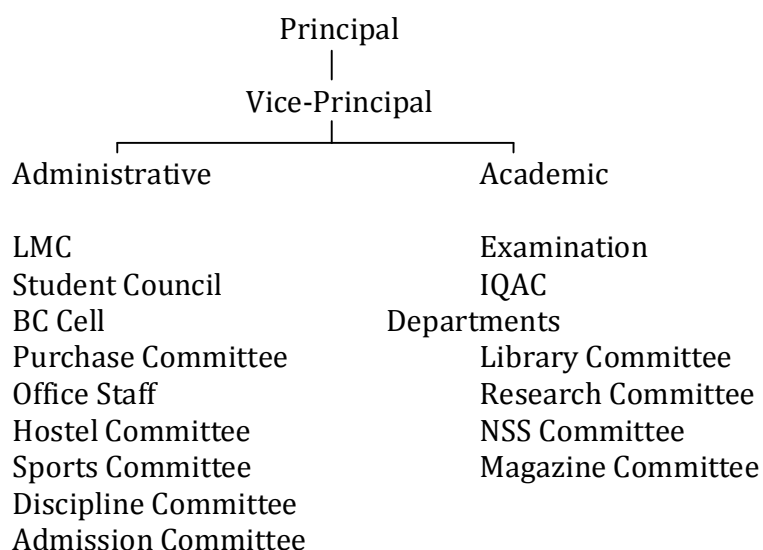 Principal
Vice-Principal
Administrative Academic
LMC Examination
Student Council IQAC
BC Cell Departments
Purchase Committee Library Committee
Office Staff Research Committee
Hostel Committee NSS Committee
Sports Committee Magazine Committee
Discipline Committee
Admission Committee